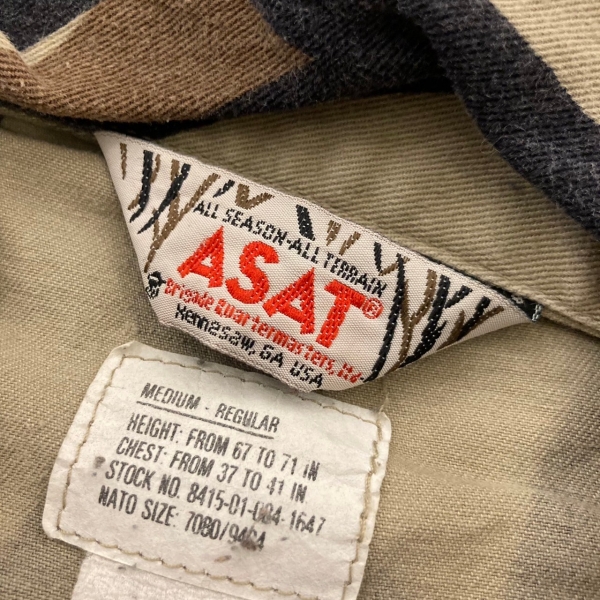 ALL SEASON-ALL TERRAIN
ASAT®
Brigade Quartermasters, Ltd
Kennesaw, GA USA
MEDIUM - REGULAR
HEIGHT: FROM 67 TO 71 IN
CHEST: FROM 37 TO 41 IN
STOCK NO. 8415-01-084-1647
NATO SIZE: 7080/9404